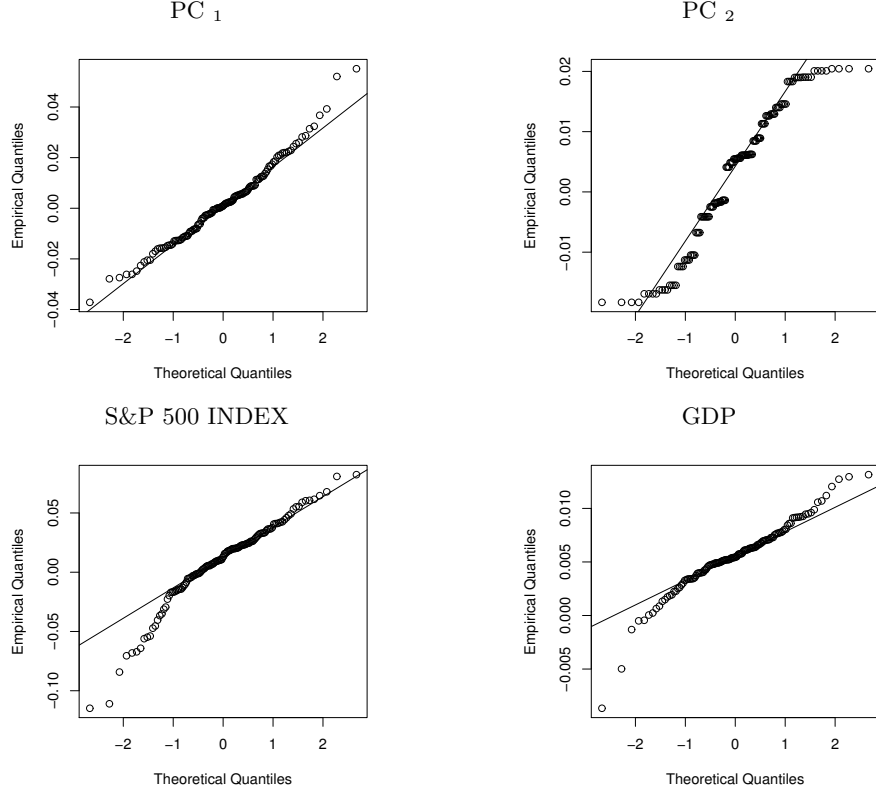 PC 1
Empirical Quantiles
0.04
0.02
0.00
−0.02
−0.04
−2 −1 0 1 2
Theoretical Quantiles
PC 2
Empirical Quantiles
0.02
0.01
0.00
−0.01
−2 −1 0 1 2
Theoretical Quantiles
S&P 500 INDEX
Empirical Quantiles
0.05
0.00
−0.05
−0.10
−2 −1 0 1 2
Theoretical Quantiles
GDP
Empirical Quantiles
0.010
0.005
0.000
−0.005
−2 −1 0 1 2
Theoretical Quantiles